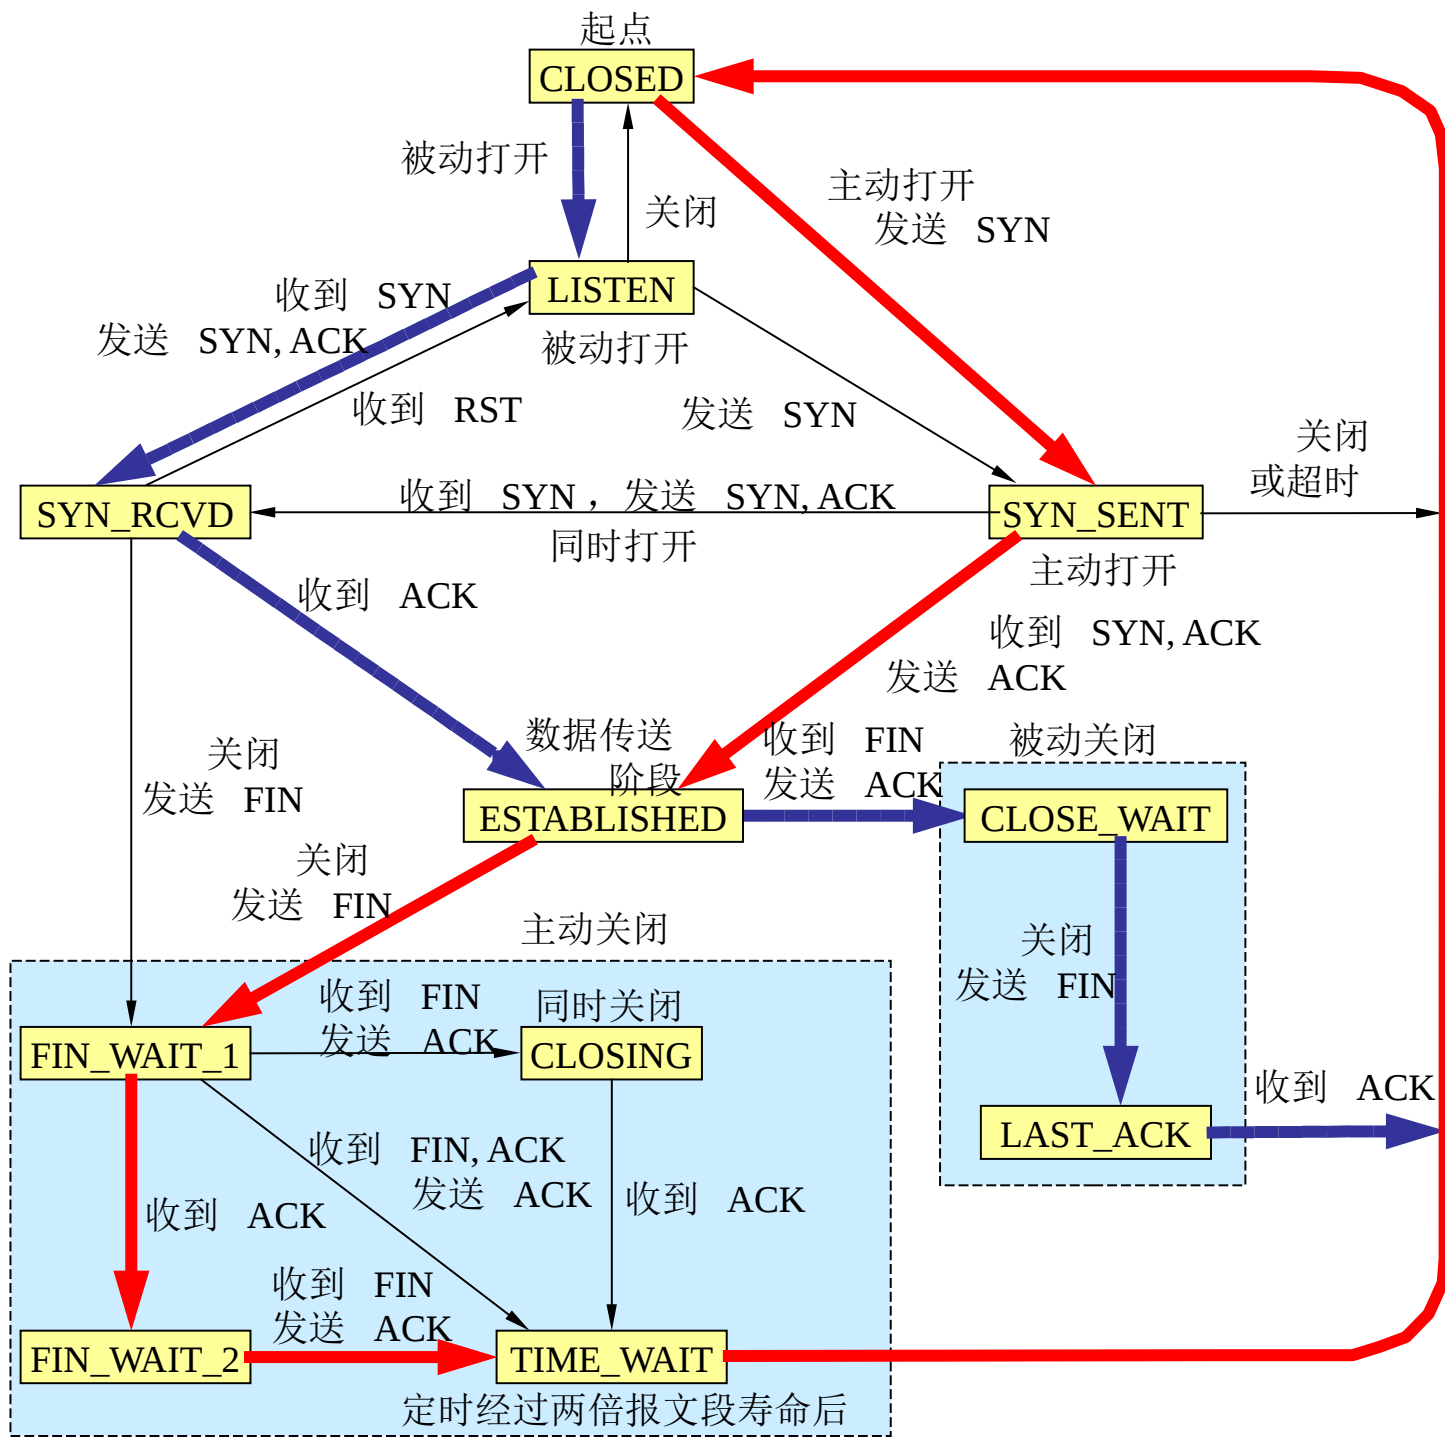 起点
CLOSED
被动打开
关闭
主动打开
发送 SYN
收到 SYN
发送 SYN, ACK
LISTEN
被动打开
收到 RST
发送 SYN
关闭
或超时
SYN_RCVD
收到 SYN，发送 SYN, ACK
同时打开
SYN_SENT
主动打开
收到 ACK
收到 SYN, ACK
发送 ACK
数据传送
阶段
ESTABLISHED
收到 FIN
发送 ACK
被动关闭
CLOSE_WAIT
关闭
发送 FIN
关闭
发送 FIN
主动关闭
关闭
发送 FIN
收到 FIN
发送 ACK
同时关闭
FIN_WAIT_1
CLOSING
LAST_ACK
收到 ACK
收到 FIN, ACK
发送 ACK
收到 ACK
收到 ACK
收到 FIN
发送 ACK
FIN_WAIT_2
TIME_WAIT
定时经过两倍报文段寿命后